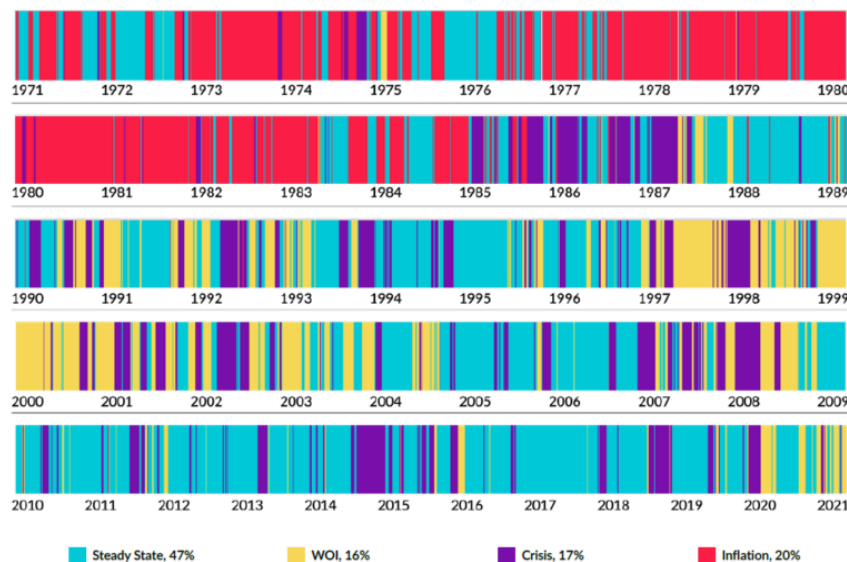 1971 1972 1973 1974 1975 1976 1977 1978 1979 1980
1980 1981 1982 1983 1984 1985 1986 1987 1988 1989
1990 1991 1992 1993 1994 1995 1996 1997 1998 1999
2000 2001 2002 2003 2004 2005 2006 2007 2008 2009
2010 2011 2012 2013 2014 2015 2016 2017 2018 2019 2020 2021
Steady State, 47% WOI, 16% Crisis, 17% Inflation, 20%